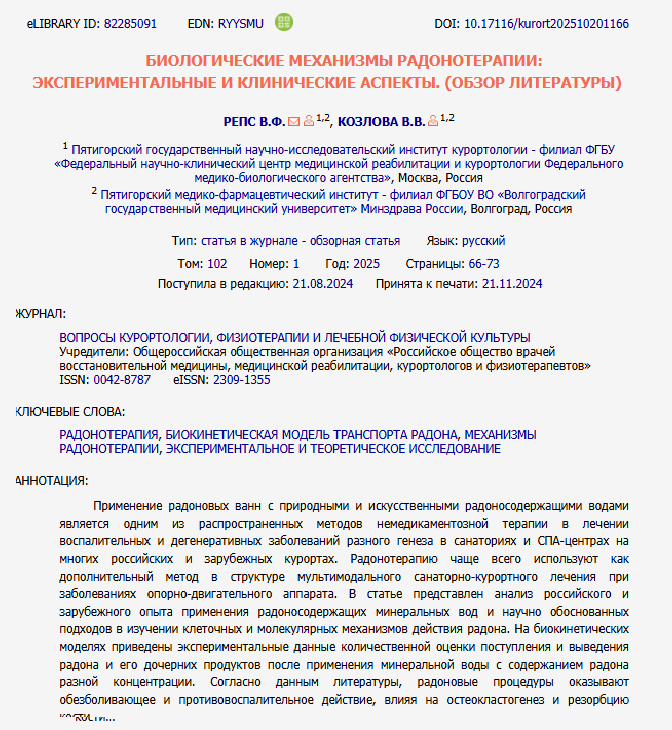 eLIBRARY ID: 82285091 EDN: RYYSMU DOI: 10.17116/kurort202510201166
БИОЛОГИЧЕСКИЕ МЕХАНИЗМЫ РАДОНОТЕРАПИИ:
ЭКСПЕРИМЕНТАЛЬНЫЕ И КЛИНИЧЕСКИЕ АСПЕКТЫ. (ОБЗОР ЛИТЕРАТУРЫ)
РЕПС В.Ф. 1,2, КОЗЛОВА В.В. 1,2
1 Пятигорский государственный научно-исследовательский институт курортологии - филиал ФГБУ
«Федеральный научно-клинический центр медицинской реабилитации и курортологии Федерального
медико-биологического агентства», Москва, Россия
2 Пятигорский медико-фармацевтический институт - филиал ФГБОУ ВО «Волгоградский
государственный медицинский университет» Минздрава России, Волгоград, Россия
Тип: статья в журнале - обзорная статья Язык: русский
Том: 102 Номер: 1 Год: 2025 Страницы: 66-73
Поступила в редакцию: 21.08.2024 Принята к печати: 21.11.2024
ЖУРНАЛ:
ВОПРОСЫ КУРОРТОЛОГИИ, ФИЗИОТЕРАПИИ И ЛЕЧЕБНОЙ ФИЗИЧЕСКОЙ КУЛЬТУРЫ
Учредители: Общероссийская общественная организация «Российское общество врачей
восстановительной медицины, медицинской реабилитации, курортологов и физиотерапевтов»
ISSN: 0042-8787 eISSN: 2309-1355
КЛЮЧЕВЫЕ СЛОВА:
РАДОНОТЕРАПИЯ, БИОКИНЕТИЧЕСКАЯ МОДЕЛЬ ТРАНСПОРТА РАДОНА, МЕХАНИЗМЫ
РАДОНОТЕРАПИИ, ЭКСПЕРИМЕНТАЛЬНОЕ И ТЕОРЕТИЧЕСКОЕ ИССЛЕДОВАНИЕ
АННОТАЦИЯ:
Применение радоновых ванн с природными и искусственными радоносодержащими водами
является одним из распространенных методов немедикаментозной терапии в лечении
воспалительных и дегенеративных заболеваний разного генеза в санаториях и СПА-центрах на
многих российских и зарубежных курортах. Радонотерапию чаще всего используют как
дополнительный метод в структуре мультимодального санаторно-курортного лечения при
заболеваниях опорно-двигательного аппарата. В статье представлен анализ российского и
зарубежного опыта применения радоносодержащих минеральных вод и научно обоснованных
подходов в изучении клеточных и молекулярных механизмов действия радона. На биокинетических
моделях приведены экспериментальные данные количественной оценки поступления и выведения
радона и его дочерних продуктов после применения минеральной воды с содержанием радона
разной концентрации. Согласно данным литературы, радоновые процедуры оказывают
обезболивающее и противовоспалительное действие, влияя на остеокластогенез и резорбцию